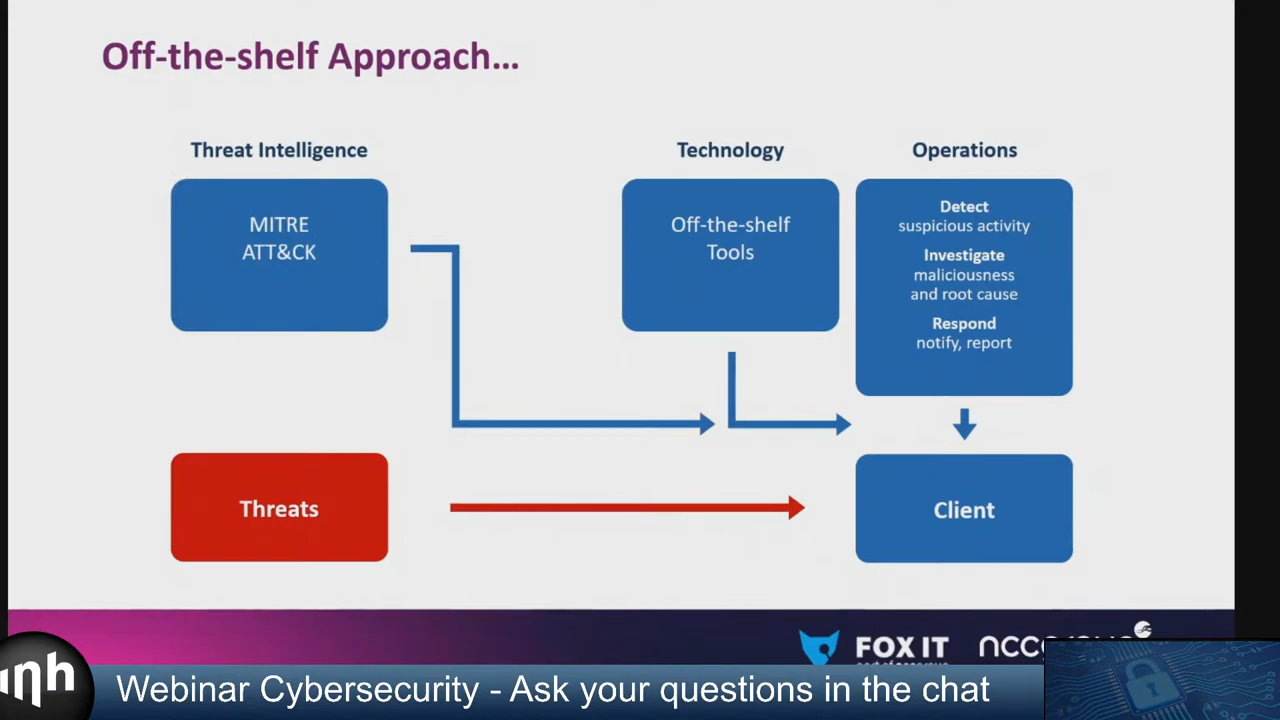 Off-the-shelf Approach...
Threat Intelligence
MITRE
ATT&CK
Technology
Off-the-shelf
Tools
Operations
Detect
suspicious activity
Investigate
maliciousness
and root cause
Respond
notify, report
Threats
Client
FOX IT
ıηh
Webinar Cybersecurity - Ask your questions in the chat